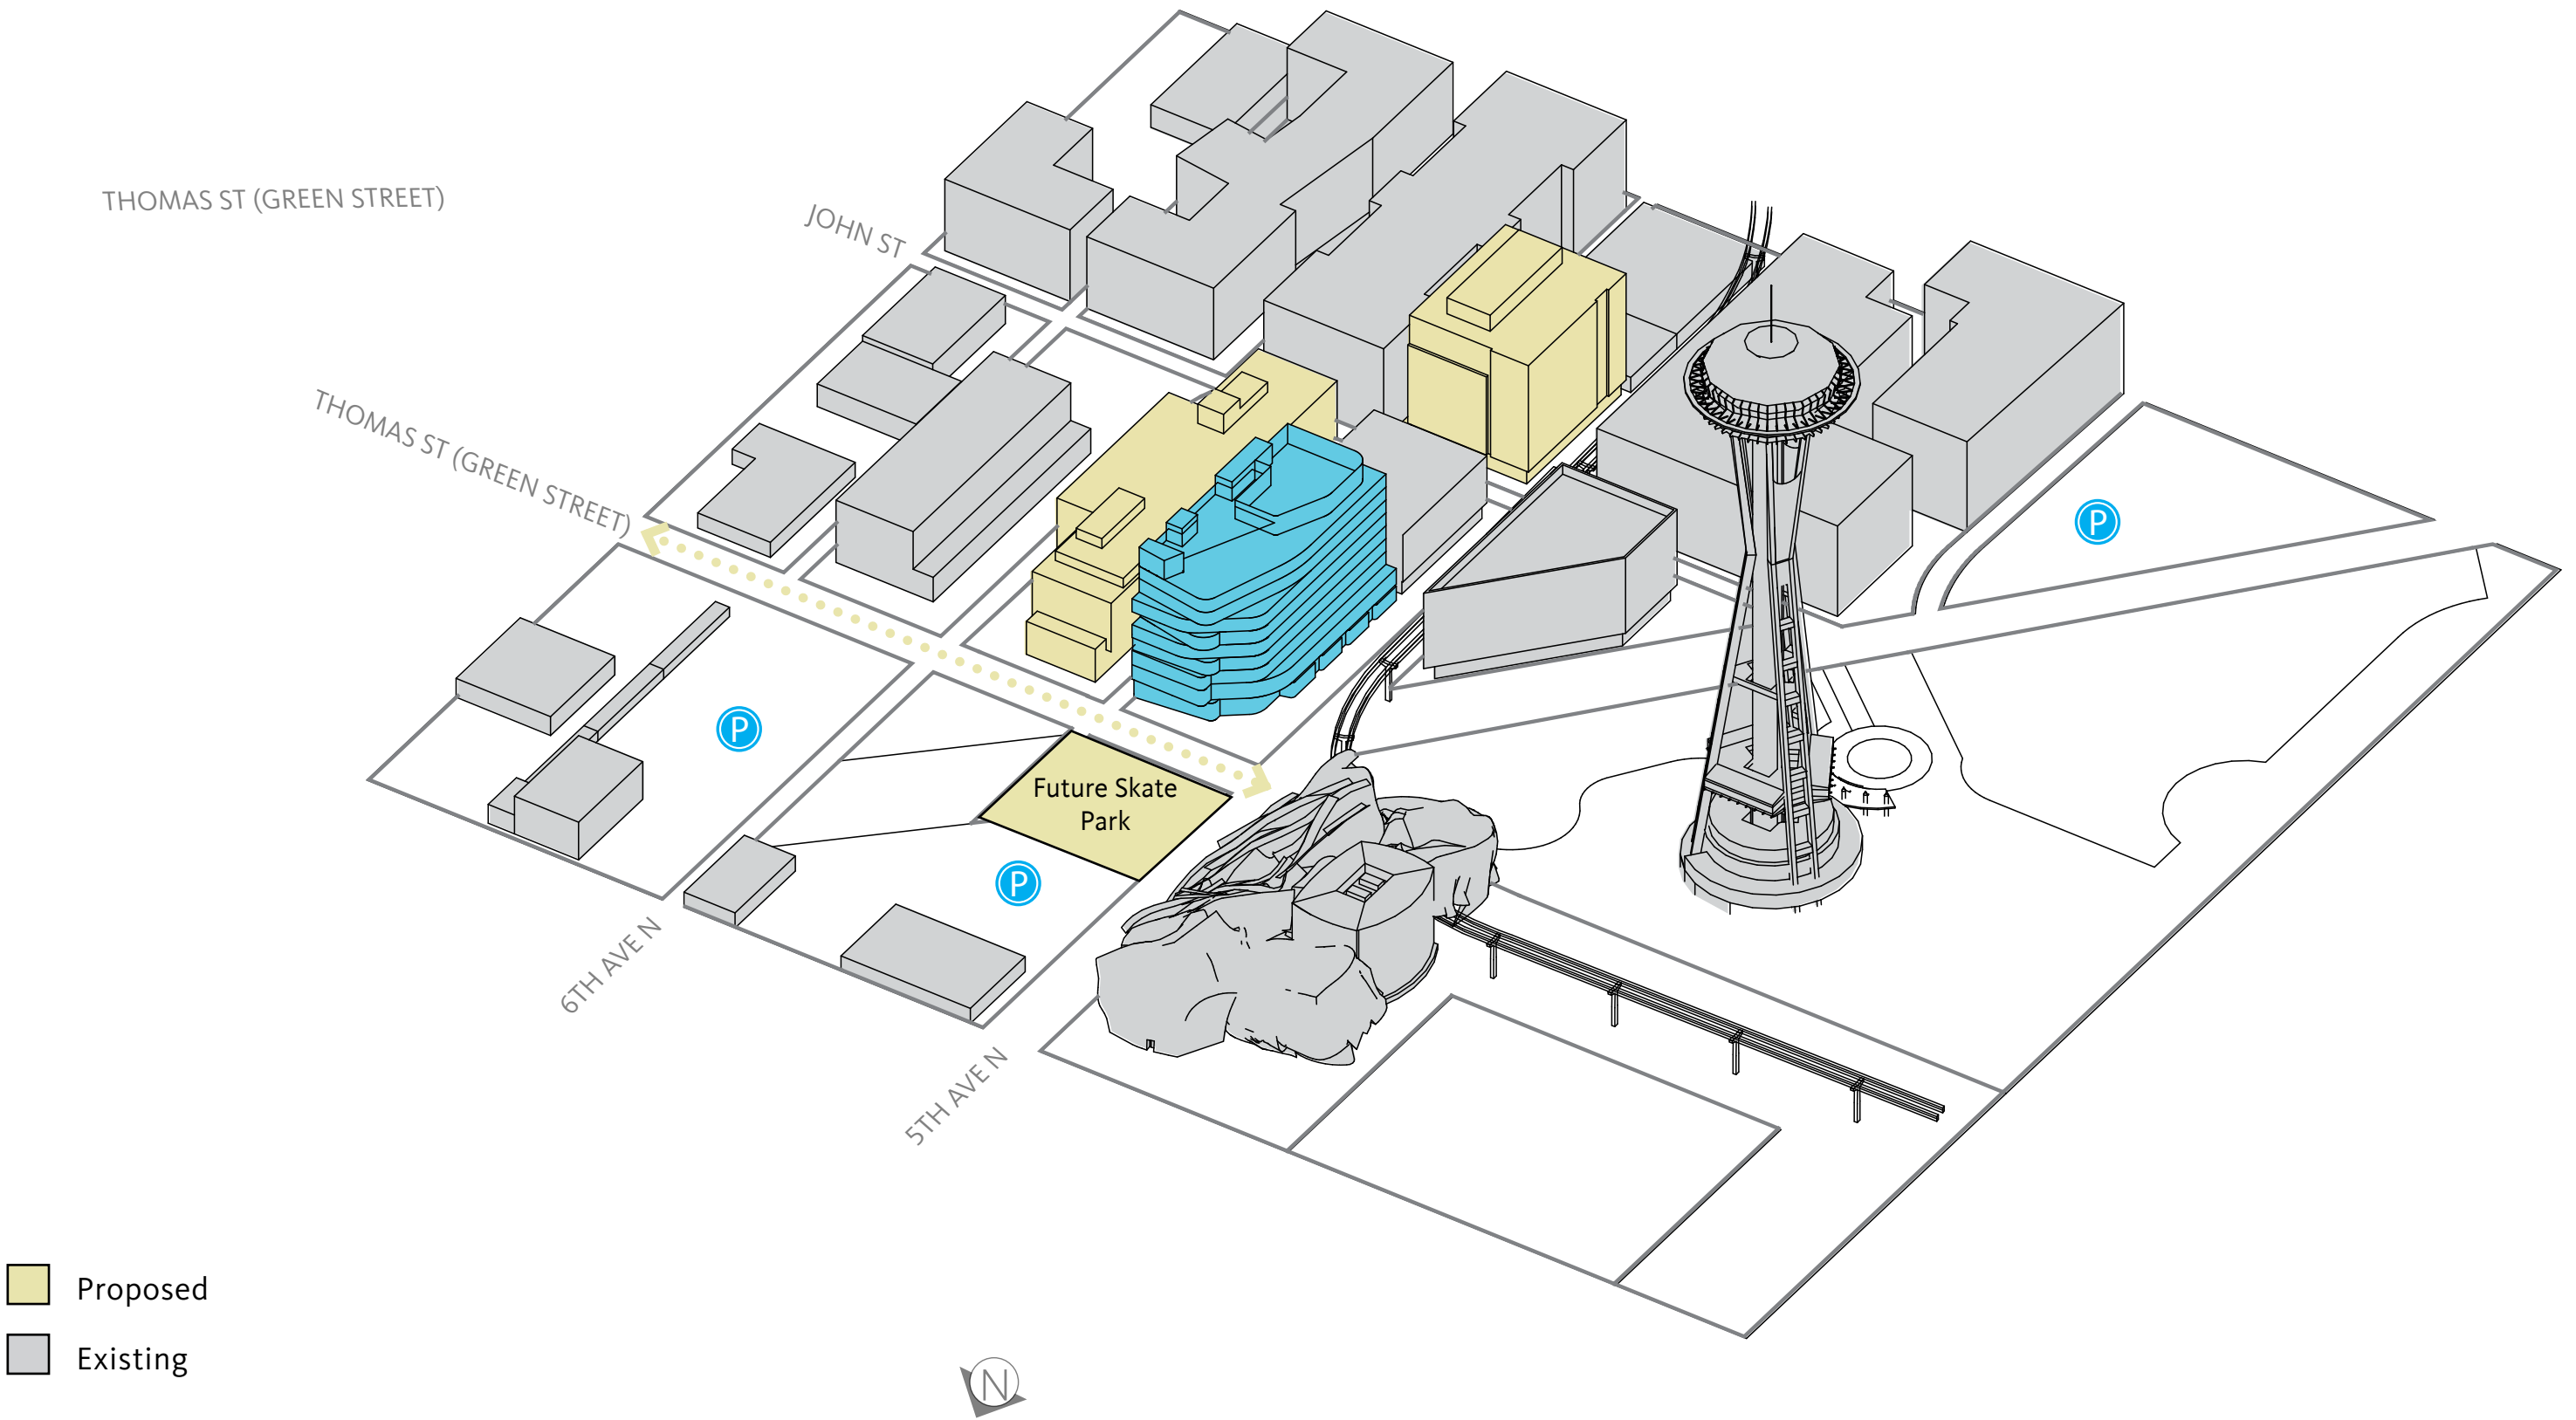 THOMAS ST (GREEN STREET)
JOHN ST
THOMAS ST (GREEN STREET)
P
P
Future Skate
Park
P
6TH AVE N
5TH AVE N
Proposed
Existing
N